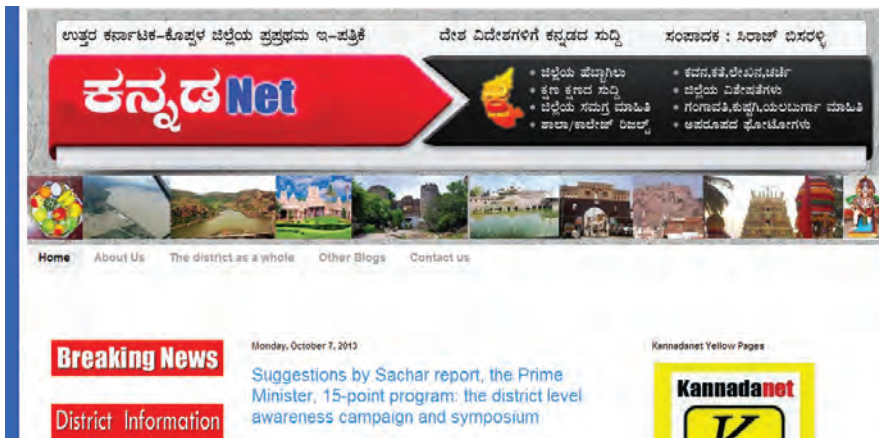 ಉತ್ತರ ಕರ್ನಾಟಕ-ಕೊಪ್ಪಳ ಜಿಲ್ಲೆಯ ಪ್ರಪ್ರಥಮ ಇ-ಪತ್ರಿಕೆ ದೇಶ ವಿದೇಶಗಳಿಗೆ ಕನ್ನಡದ ಸುದ್ದಿ ಸಂಪಾದಕ : ಸಿರಾಜ್ ಬಿಸರಳ್ಳಿ
ಕನ್ನಡ Net
* ಜಿಲ್ಲೆಯ ಹೆಬ್ಬಾಗಿಲು
* ಕ್ಷಣ ಕ್ಷಣದ ಸುದ್ದಿ
* ಜಿಲ್ಲೆಯ ಸಮಗ್ರ ಮಾಹಿತಿ
* ಶಾಲಾ/ಕಾಲೇಜ್ ರಿಜಲ್ಟ್
* ಕವನ,ಕತೆ,ಲೇಖನ,ಚರ್ಚೆ
* ಜಿಲ್ಲೆಯ ವಿಶೇಷತೆಗಳು
* ಗಂಗಾವತಿ,ಕುಷ್ಟಗಿ,ಯಲಬುರ್ಗಾ ಮಾಹಿತಿ
* ಅಪರೂಪದ ಫೋಟೋಗಳು
Home About Us The district as a whole Other Blogs Contact us
Breaking News
District Information
Monday, October 7, 2013
Suggestions by Sachar report, the Prime
Minister, 15-point program: the district level
awareness campaign and symposium
Kannadanet Yellow Pages
Kannadanet
K